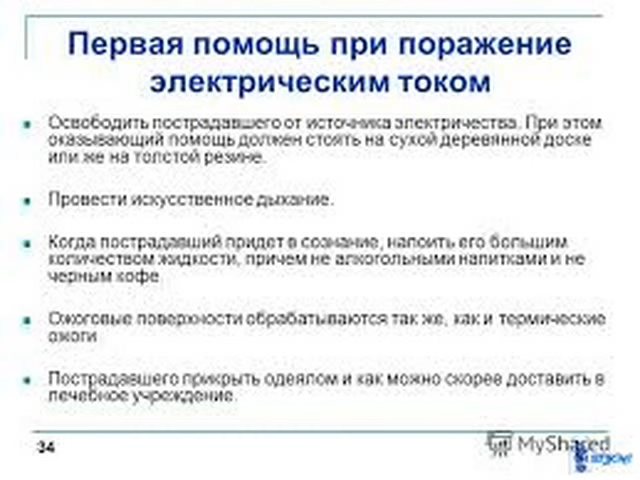 Первая помощь при поражение
электрическим током
Освободить пострадавшего от источника электричества. При этом
оказывающий помощь должен стоять на сухой деревянной доске
или же на толстой резине.
Провести искусственное дыхание.
Когда пострадавший придет в сознание, напоить его большим
количеством жидкости, причем не алкогольными напитками и не
черным кофе
Ожоговые поверхности обрабатываются так же, как и термические
ожоги
Пострадавшего прикрыть одеялом и как можно скорее доставить в
лечебное учреждение.
34
MyShared